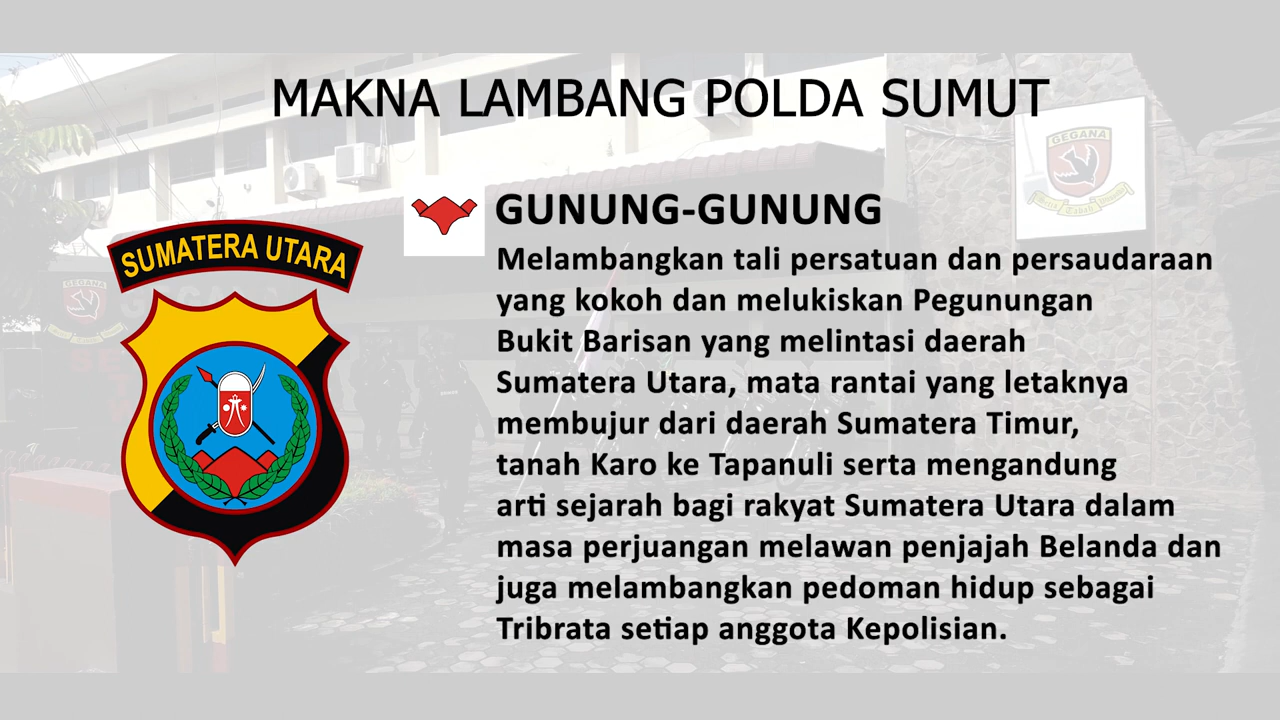 MAKNA LAMBANG POLDA SUMUT
GEGANA
SUMATERA UTARA
GUNUNG-GUNUNG
Melambangkan tali persatuan dan persaudaraan
yang kokoh dan melukiskan Pegunungan
Bukit Barisan yang melintasi daerah
Sumatera Utara, mata rantai yang letaknya
membujur dari daerah Sumatera Timur,
tanah Karo ke Tapanuli serta mengandung
arti sejarah bagi rakyat Sumatera Utara dalam
masa perjuangan melawan penjajah Belanda dan
juga melambangkan pedoman hidup sebagai
Tribrata setiap anggota Kepolisian.
GEGANA